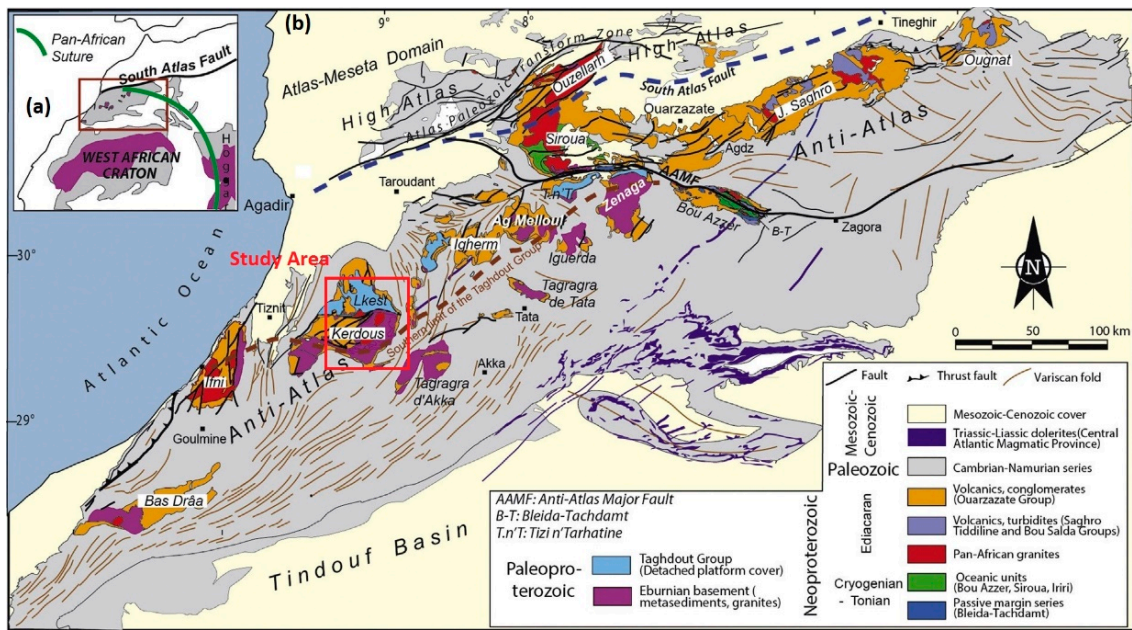 (a)
Pan-African
Suture
South Atlas Fault
WEST AFRICAN
CRATON
Hoggar
(b)
9°
8°
7°
Tineghir
Atlas-Meseta Domain
High Atlas
Atlas Paleozoic Transform Zone
High-Atlas
Ouzellarh
South Atlas Fault
Ougnat
Ouarzazate
J. Saghro
Anti-Atlas
Siroua
Agdz
Agadir
Taroudant
AAMF
T.n'T
Zenaga
Bou Azzer
B-T
Zagora
Ag Melloul
Igherm
Iguerda
30°
Study Area
Atlantic Ocean
Tiznit
Lkest
Kerdous
Southern limit of the Taghdout Group
Tagragra
de Tata
Tata
N
0
50
100 km
Ifni
Anti-Atlas
Akka
Tagragra
d'Akka
29°
Goulmine
Bas Drâa
Tindouf Basin
AAMF: Anti-Atlas Major Fault
B-T: Bleida-Tachdamt
T.n'T: Tizi n'Tarhatine
Paleopro-
terozoic
Taghdout Group
(Detached platform cover)
Eburnian basement (
metasediments, granites)
Fault
Thrust fault
Variscan fold
Mesozoic-
Cenozoic
Mesozoic-Cenozoic cover
Triassic-Liassic dolerites(Central
Atlantic Magmatic Province)
Paleozoic
Cambrian-Namurian series
Neoproterozoic
Ediacaran
Volcanics, conglomerates
(Ouarzazate Group)
Volcanics, turbidites (Saghro
Tiddiline and Bou Salda Groups)
Pan-African granites
Cryogenian
- Tonian
Oceanic units
(Bou Azzer, Siroua, Iriri)
Passive margin series
(Bleida-Tachdamt)